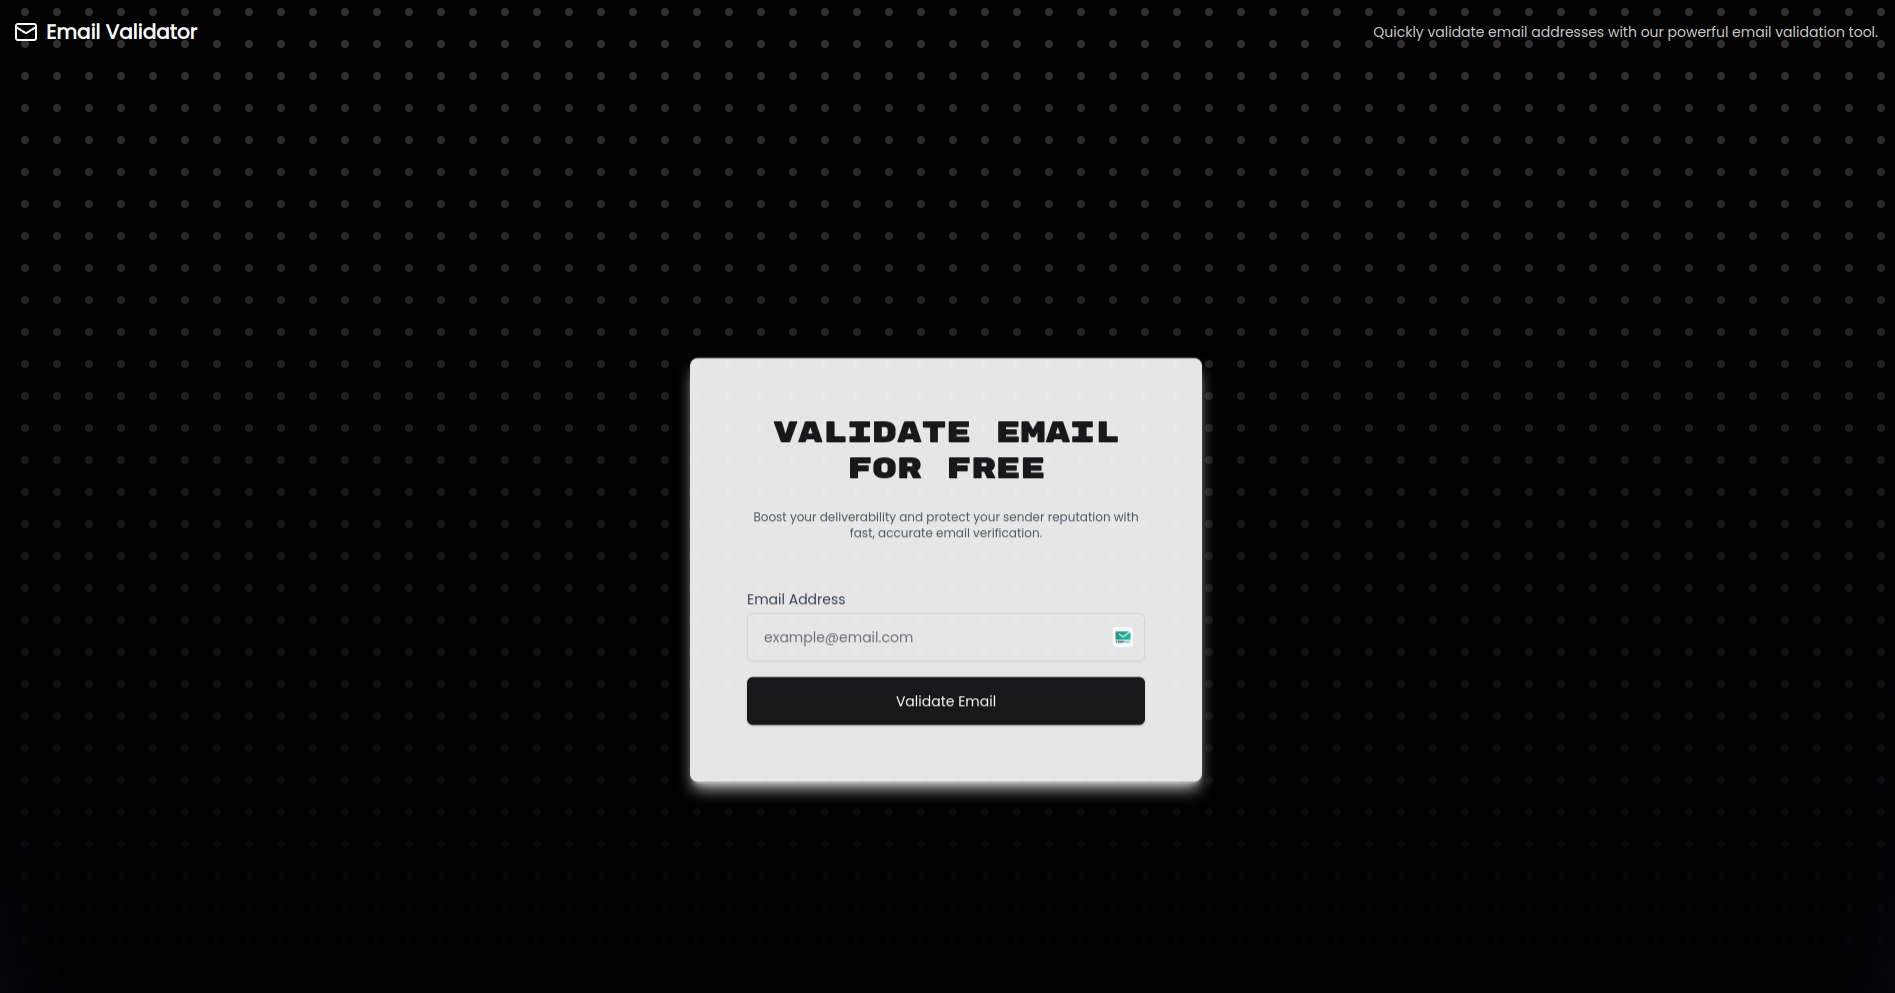 Email Validator
Quickly validate email addresses with our powerful email validation tool.
VALIDATE EMAIL
FOR FREE
Boost your deliverability and protect your sender reputation with
fast, accurate email verification.
Email Address
example@email.com
Validate Email